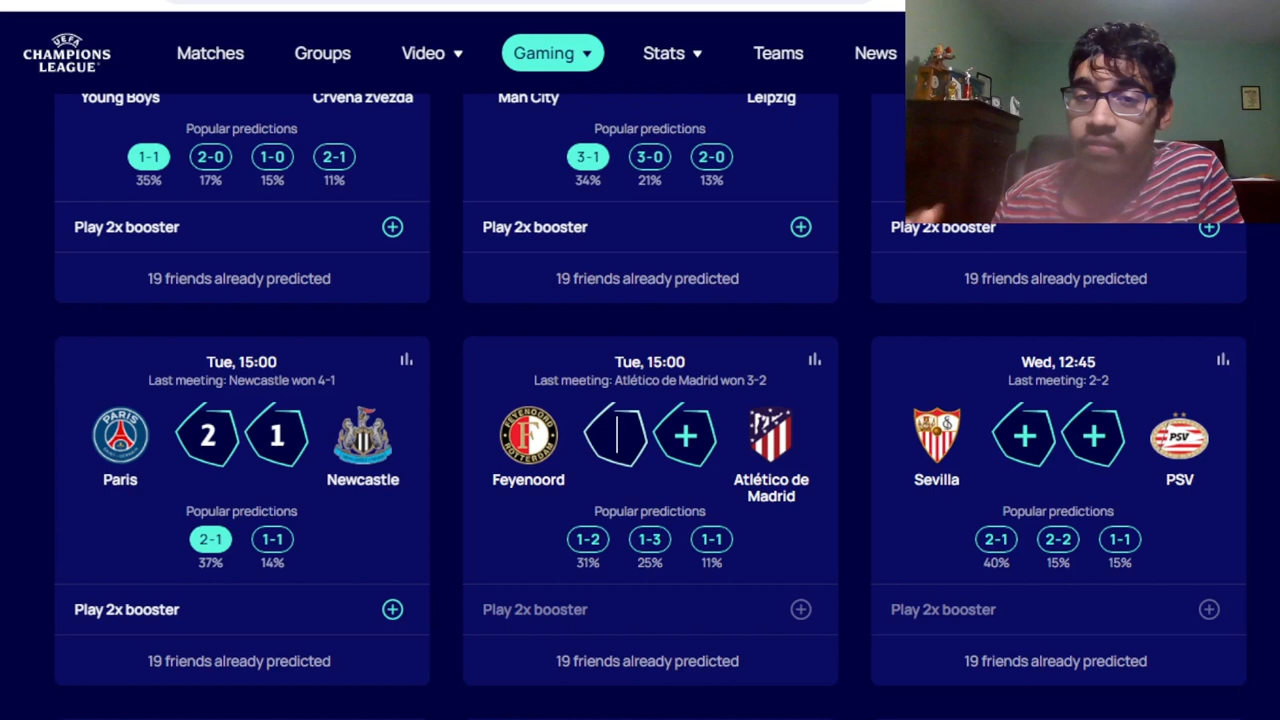 UEFA
CHAMPIONS
LEAGUE
Matches
Groups
Video
Gaming
Stats
Teams
News
Young Boys
Crvena zvezda
Popular predictions
1-1
2-0
1-0
2-1
35%
17%
15%
11%
Play 2x booster
19 friends already predicted
Man City
Leipzig
Popular predictions
3-1
3-0
2-0
34%
21%
13%
Play 2x booster
19 friends already predicted
Play 2x booster
19 friends already predicted
Tue, 15:00
Last meeting: Newcastle won 4-1
PARIS
2
1
Paris
Newcastle
Popular predictions
2-1
1-1
37%
14%
Play 2x booster
19 friends already predicted
Tue, 15:00
Last meeting: Atlético de Madrid won 3-2
FEYENOORD
ROTTERDAM
+
Feyenoord
Atlético de
Madrid
Popular predictions
1-2
1-3
1-1
31%
25%
11%
Play 2x booster
19 friends already predicted
Wed, 12:45
Last meeting: 2-2
+
+
PSV
Sevilla
PSV
Popular predictions
2-1
2-2
1-1
40%
15%
15%
Play 2x booster
19 friends already predicted